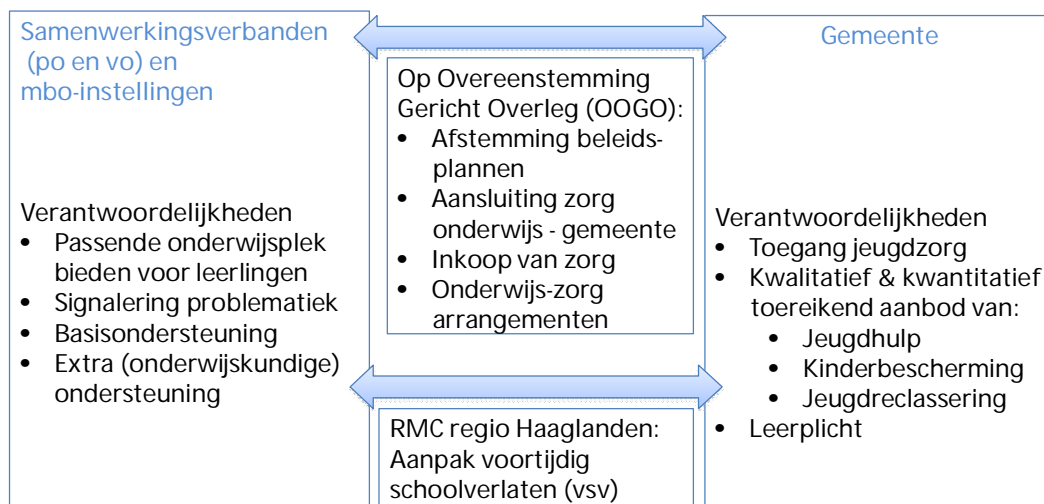 Samenwerkingsverbanden
(po en vo) en
mbo-instellingen
Verantwoordelijkheden
• Passende onderwijsplek
bieden voor leerlingen
• Signalering problematiek
• Basisondersteuning
• Extra (onderwijskundige)
ondersteuning
Op Overeenstemming
Gericht Overleg (OOGO):
• Afstemming beleids-
plannen
• Aansluiting zorg
onderwijs - gemeente
• Inkoop van zorg
• Onderwijs-zorg
arrangementen
RMC regio Haaglanden:
Aanpak voortijdig
schoolverlaten (vsv)
Gemeente
Verantwoordelijkheden
• Toegang jeugdzorg
• Kwalitatief & kwantitatief
toereikend aanbod van:
• Jeugdhulp
• Kinderbescherming
• Jeugdreclassering
• Leerplicht